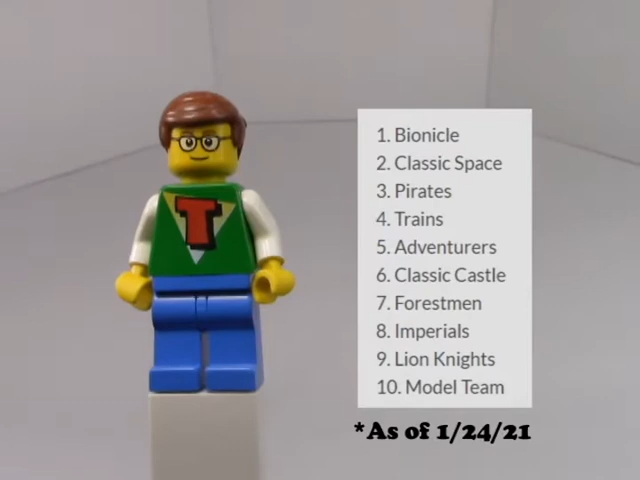 T
1. Bionicle
2. Classic Space
3. Pirates
4. Trains
5. Adventurers
6. Classic Castle
7. Forestmen
8. Imperials
9. Lion Knights
10. Model Team
*As of 1/24/21